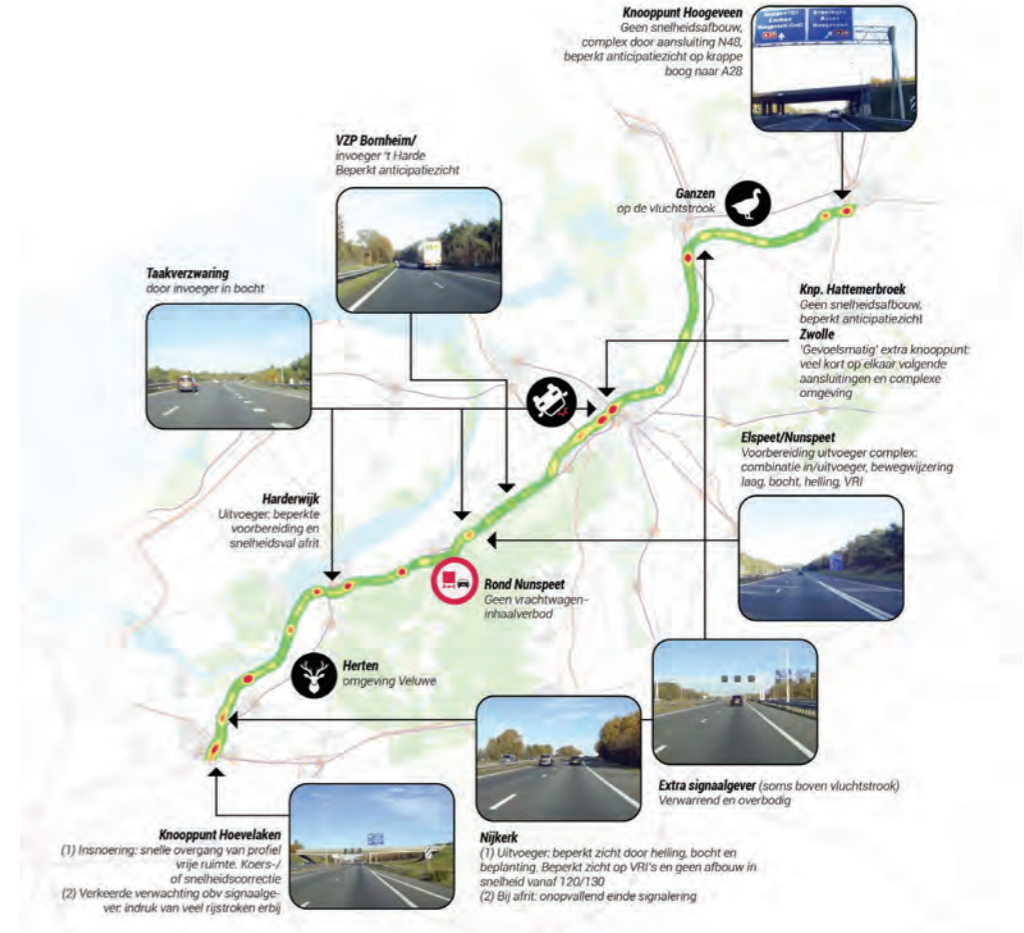 Knooppunt Hoogeveen
Geen snelheidsafbouw,
complex door aansluiting N48,
beperkt anticipatiezicht op krappe
boog naar A28
Emmen
VZP Bornheim/
invoeger 't Harde
Beperkt anticipatiezicht
Ganzen
op de vluchtstrook
Taakverzwaring
door invoeger in bocht
Knp. Hattemerbroek
Geen snelheidsafbouw,
beperkt anticipatiezicht
Zwolle
'Gevoelsmatig' extra knooppunt:
veel kort op elkaar volgende
aansluitingen en complexe
omgeving
Elspeet/Nunspeet
Voorbereiding uitvoeger complex:
combinatie in/uitvoeger, bewegwijzering
laag, bocht, helling, VRI
Harderwijk
Uitvoeger: beperkte
voorbereiding en
snelheidsval afrit
Rond Nunspeet
Geen vrachtwagen-
inhaalverbod
Herten
omgeving Veluwe
Extra signaalgever (soms boven vluchtstrook)
Verwarrend en overbodig
Knooppunt Hoevelaken
(1) Insnoering: snelle overgang van profiel
vrije ruimte. Koers-/
of snelheidscorrectie
(2) Verkeerde verwachting obv signaalge-
ver: indruk van veel rijstroken erbij
Nijkerk
(1) Uitvoeger: beperkt zicht door helling, bocht en
beplanting. Beperkt zicht op VRI's en geen afbouw in
snelheid vanaf 120/130
(2) Bij afrit: onopvallend einde signalering